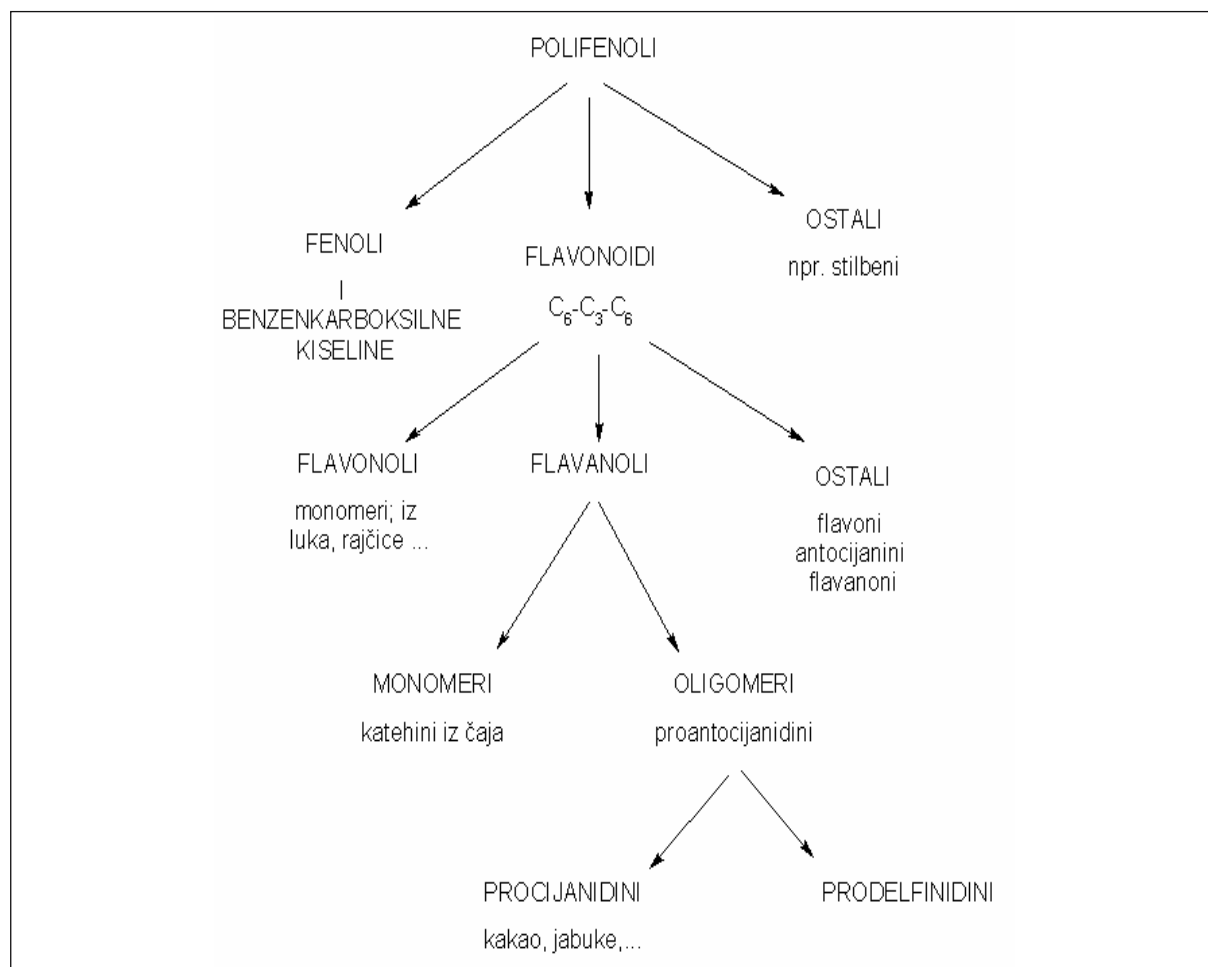 POLIFENOLI
FENOLI
BENZENKARBOKSILNE
KISELINE
FLAVONOIDI
C₆-C₃-C₆
OSTALI
npr. stilbeni
FLAVONOLI
monomeri; iz
luka, rajčice ...
FLAVANOLI
OSTALI
flavoni
antocijanini
flavanoni
MONOMERI
katehini iz čaja
OLIGOMERI
proantocijanidini
PROCIJANIDINI
kakao, jabuke,...
PRODELFINIDINI